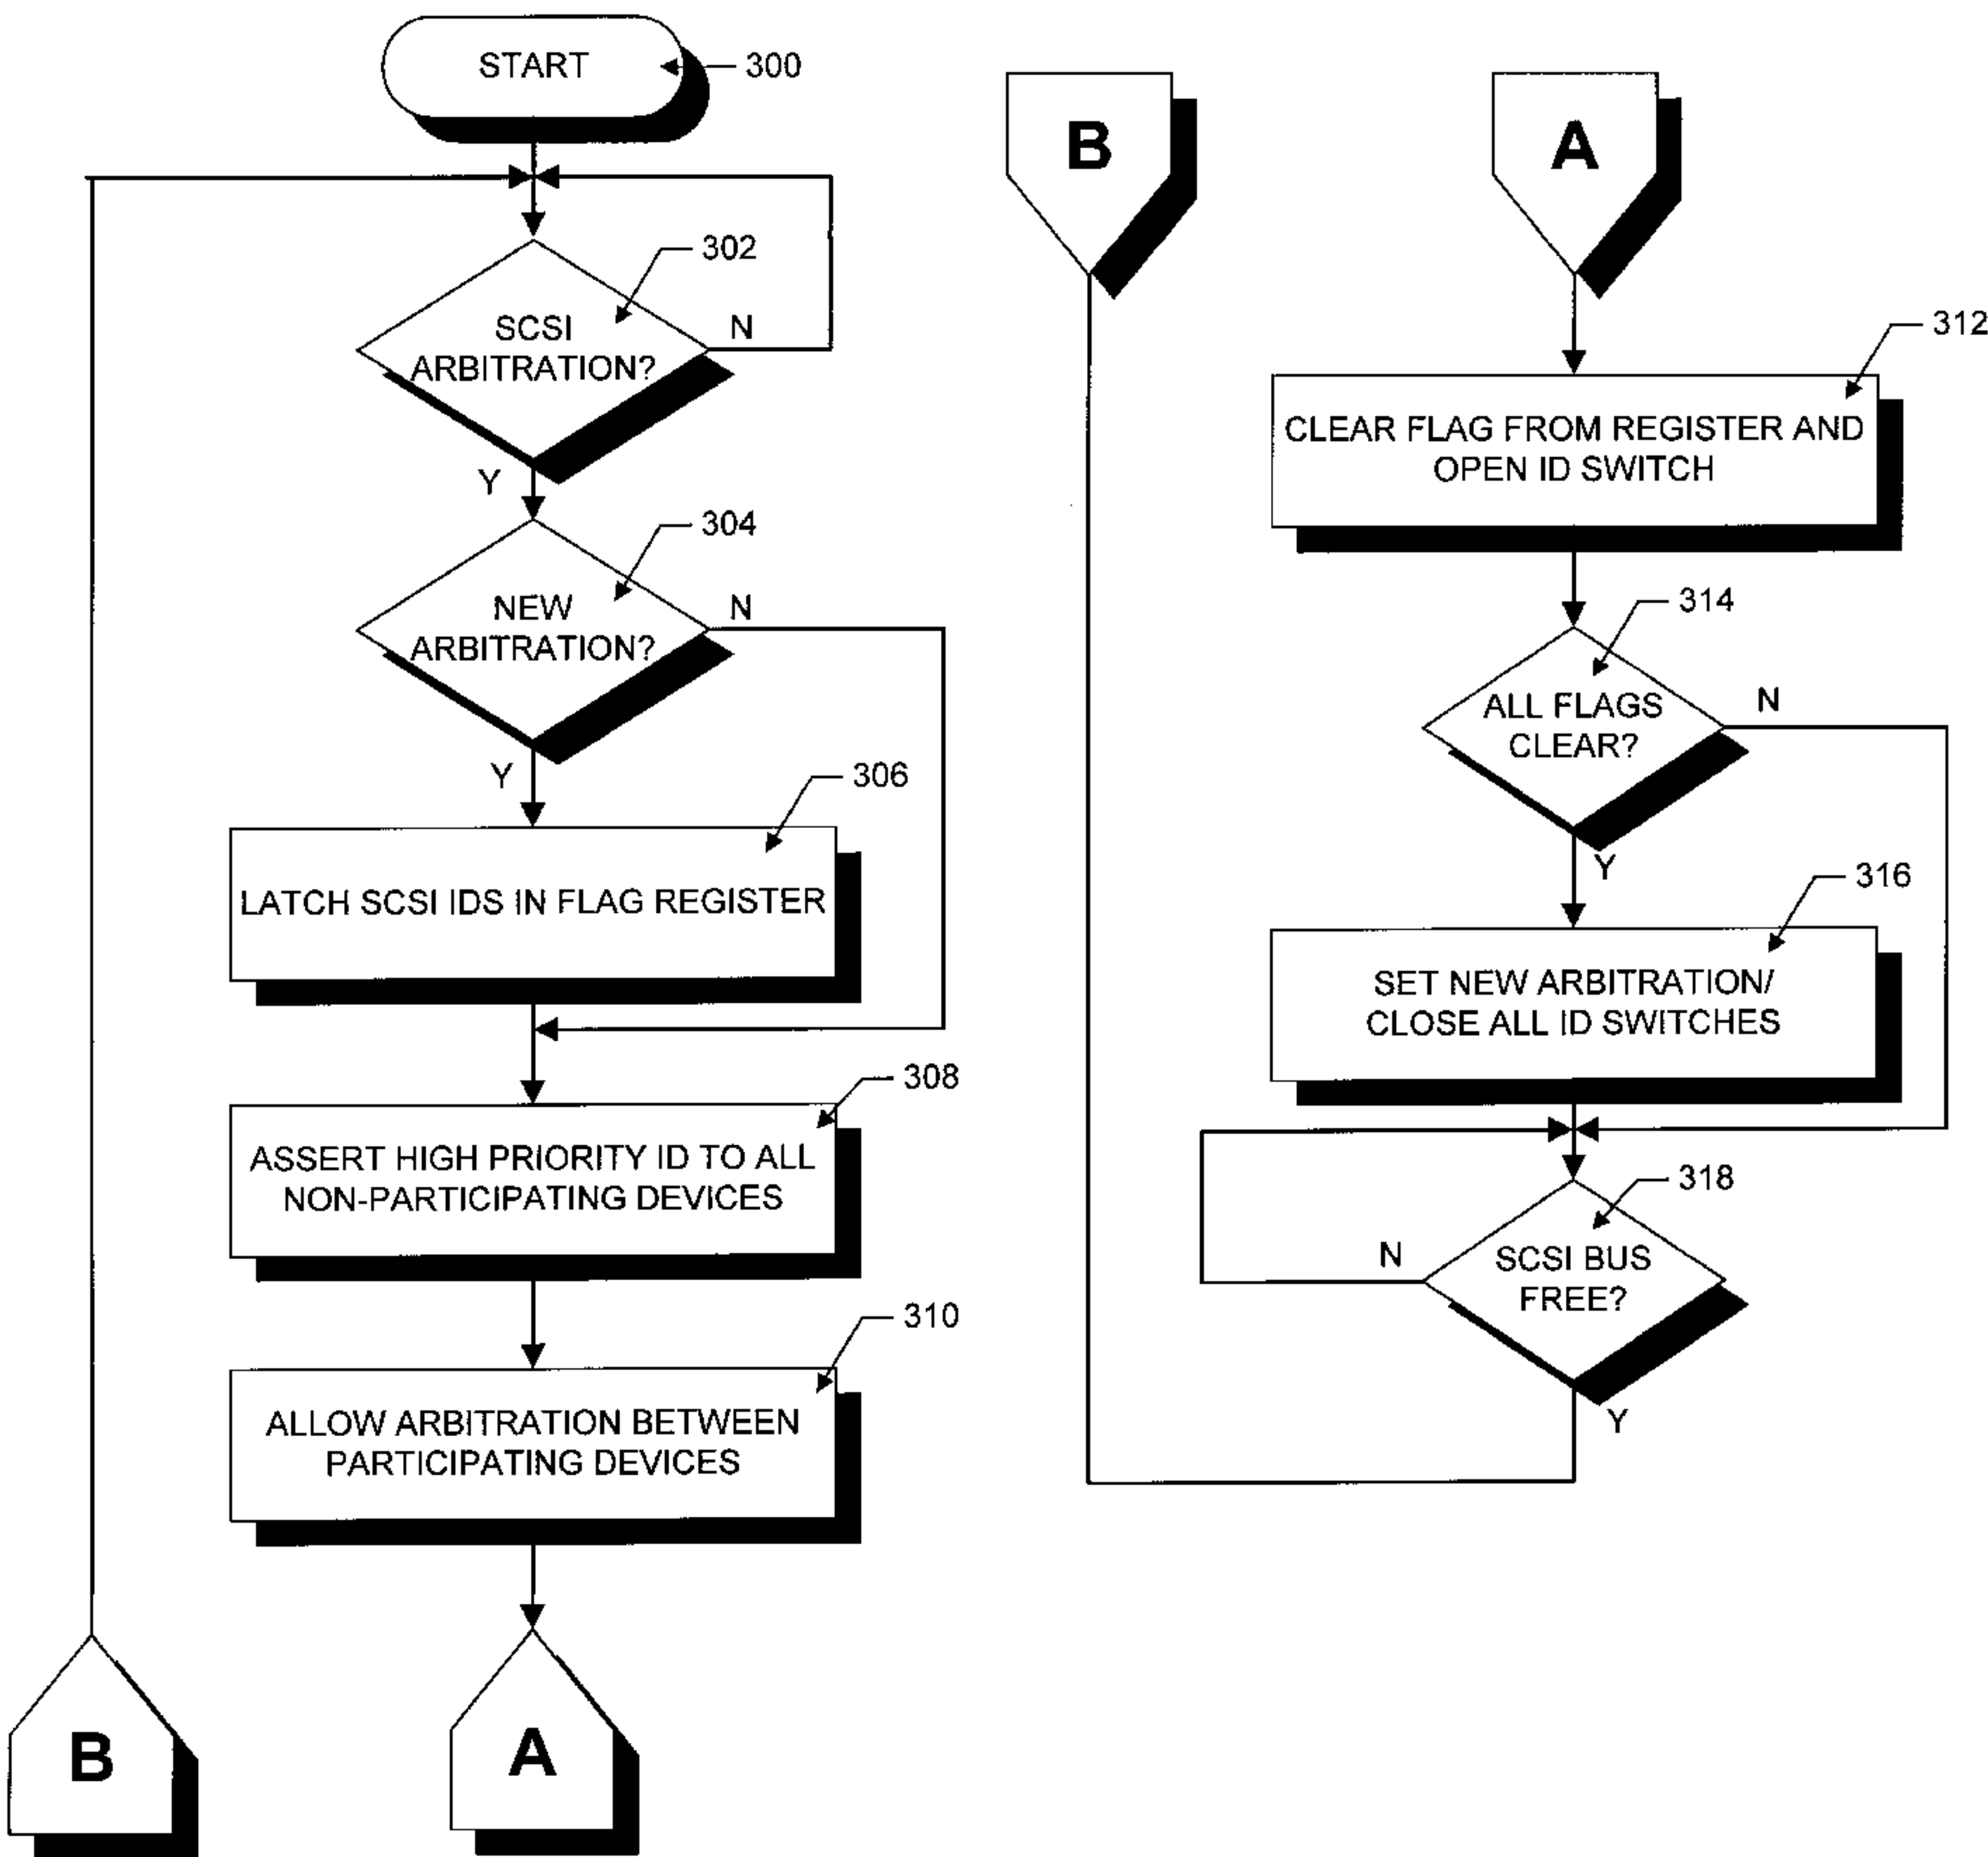 START
300
302
SCSI
ARBITRATION?
N
Y
304
NEW
ARBITRATION?
N
Y
306
LATCH SCSI IDS IN FLAG REGISTER
308
ASSERT HIGH PRIORITY ID TO ALL
NON-PARTICIPATING DEVICES
310
ALLOW ARBITRATION BETWEEN
PARTICIPATING DEVICES
B
A
B
A
312
CLEAR FLAG FROM REGISTER AND
OPEN ID SWITCH
314
ALL FLAGS
CLEAR?
N
Y
316
SET NEW ARBITRATION/
CLOSE ALL ID SWITCHES
318
SCSI BUS
FREE?
N
Y